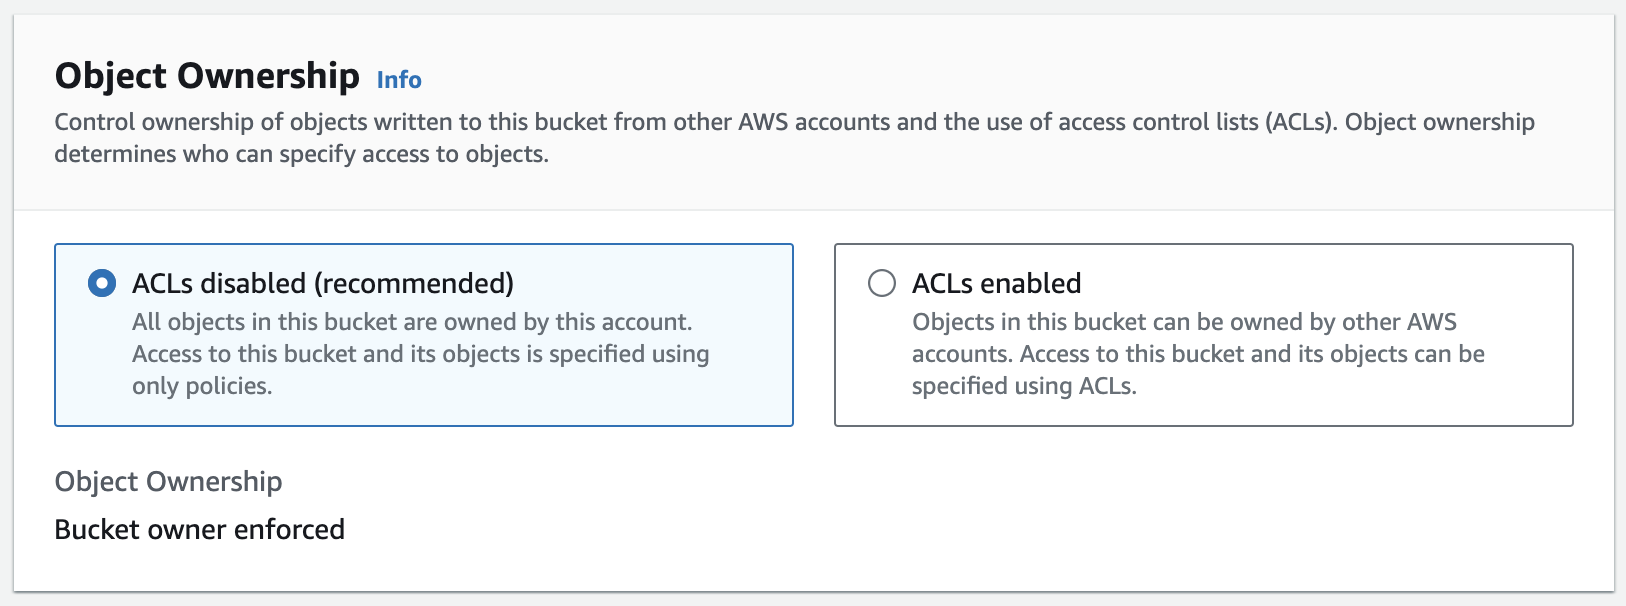 Object Ownership Info
Control ownership of objects written to this bucket from other AWS accounts and the use of access control lists (ACLs). Object ownership
determines who can specify access to objects.
ACLs disabled (recommended)
All objects in this bucket are owned by this account.
Access to this bucket and its objects is specified using
only policies.
ACLs enabled
Objects in this bucket can be owned by other AWS
accounts. Access to this bucket and its objects can be
specified using ACLs.
Object Ownership
Bucket owner enforced